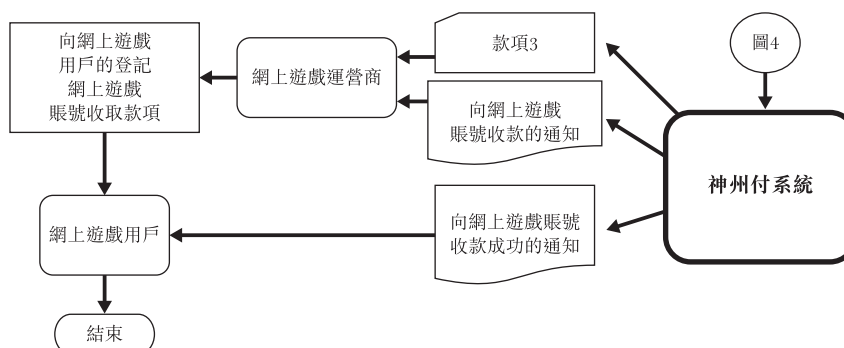 向網上遊戲
用戶的登記
網上遊戲
賬號收取款項
網上遊戲運營商
款項3
圖4
向網上遊戲
賬號收款的通知
神州付系統
網上遊戲用戶
向網上遊戲賬號
收款成功的通知
結束